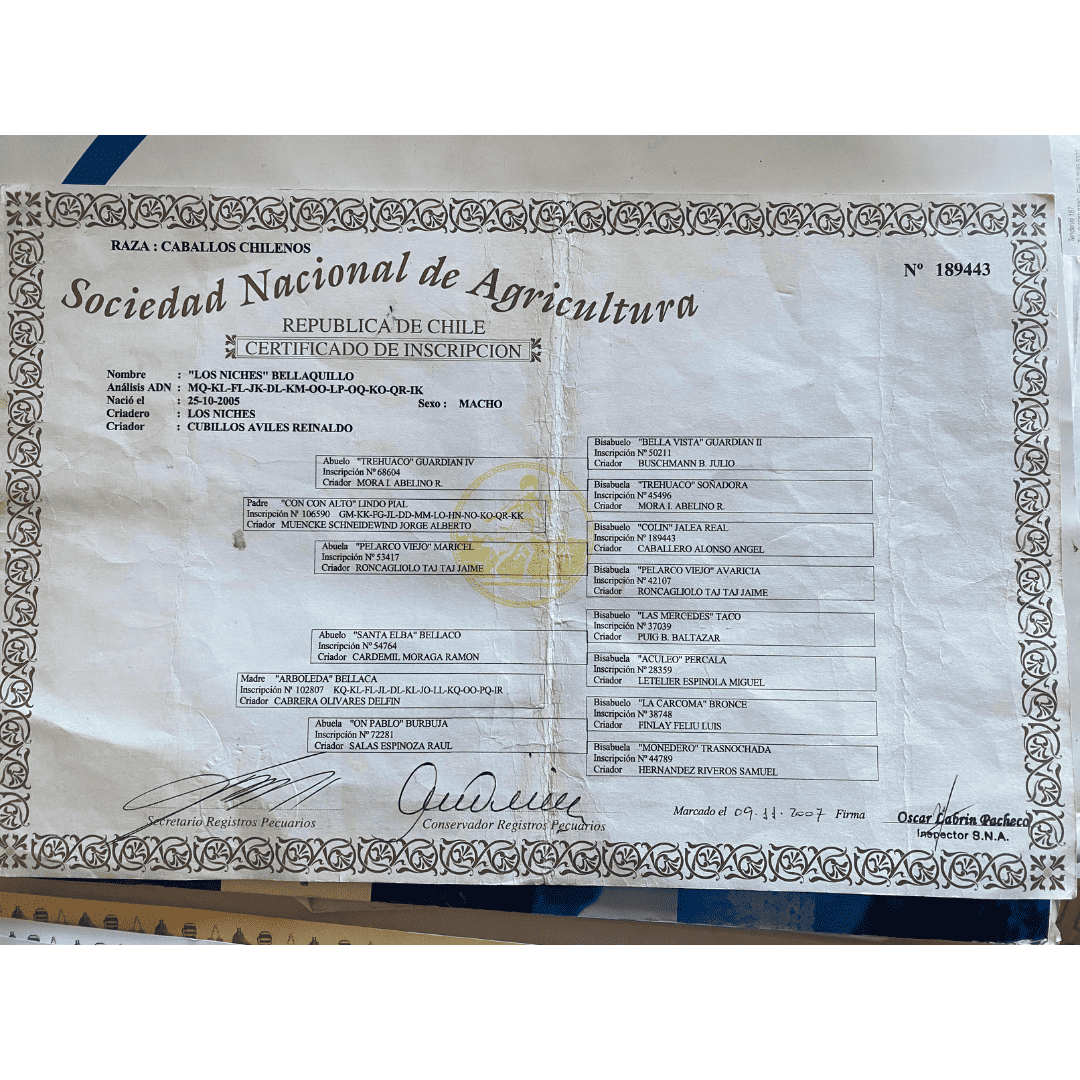 RAZA : CABALLOS CHILENOS
Nº 189443
Sociedad Nacional de Agricultura
REPUBLICA DE CHILE
CERTIFICADO DE INSCRIPCION
Nombre : "LOS NICHES" BELLAQUILLO
Análisis ADN : MQ-KL-FL-JK-DL-KM-OO-LP-OQ-KO-QR-IK
Nació el : 25-10-2005 Sexo : MACHO
Criadero : LOS NICHES
Criador : CUBILLOS AVILES REINALDO
Bisabuelo "BELLA VISTA" GUARDIAN II
Inscripción Nº 50211
Criador BUSCHMANN B. JULIO
Abuelo "TREHUACO" GUARDIAN IV
Inscripción Nº 68604
Criador MORA I. ABELINO R.
Bisabuela "TREHUACO" SOÑADORA
Inscripción Nº 45496
Criador MORA I. ABELINO R.
Padre "CON CON ALTO" LINDO PIAL
Inscripción Nº 106590 GM-KK-FG-JL-DD-MM-LO-HN-NO-KO-QR-KK
Criador MUENCKE SCHNEIDEWIND JORGE ALBERTO
Bisabuelo "COLIN" JALEA REAL
Inscripción Nº 189443
Criador CABALLERO ALONSO ANGEL
Abuela "PELARCO VIEJO" MARICEL
Inscripción Nº 53417
Criador RONCAGLIOLO TAJ TAJ JAIME
Bisabuela "PELARCO VIEJO" AVARICIA
Inscripción Nº 42107
Criador RONCAGLIOLO TAJ TAJ JAIME
Bisabuelo "LAS MERCEDES" TACO
Inscripción Nº 37039
Criador PUIG B. BALTAZAR
Abuelo "SANTA ELBA" BELLACO
Inscripción Nº 54764
Criador CARDEMIL MORAGA RAMON
Bisabuela "ACULEO" PERCALA
Inscripción Nº 28359
Criador LETELIER ESPINOLA MIGUEL
Madre "ARBOLEDA" BELLACA
Inscripción Nº 102807 KQ-KL-FL-JL-DL-KL-JO-LL-KQ-OO-PQ-IR
Criador CABRERA OLIVARES DELFIN
Bisabuelo "LA CARCOMA" BRONCE
Inscripción Nº 38748
Criador FINLAY FELIU LUIS
Abuela "ON PABLO" BURBUJA
Inscripción Nº 72281
Criador SALAS ESPINOZA RAUL
Bisabuela "MONEDERO" TRASNOCHADA
Inscripción Nº 44789
Criador HERNANDEZ RIVEROS SAMUEL
Secretario Registros Pecuarios
Conservador Registros Pecuarios
Marcado el 09.11.2007 Firma
Oscar Labrin Pacheco
Inspector S.N.A.